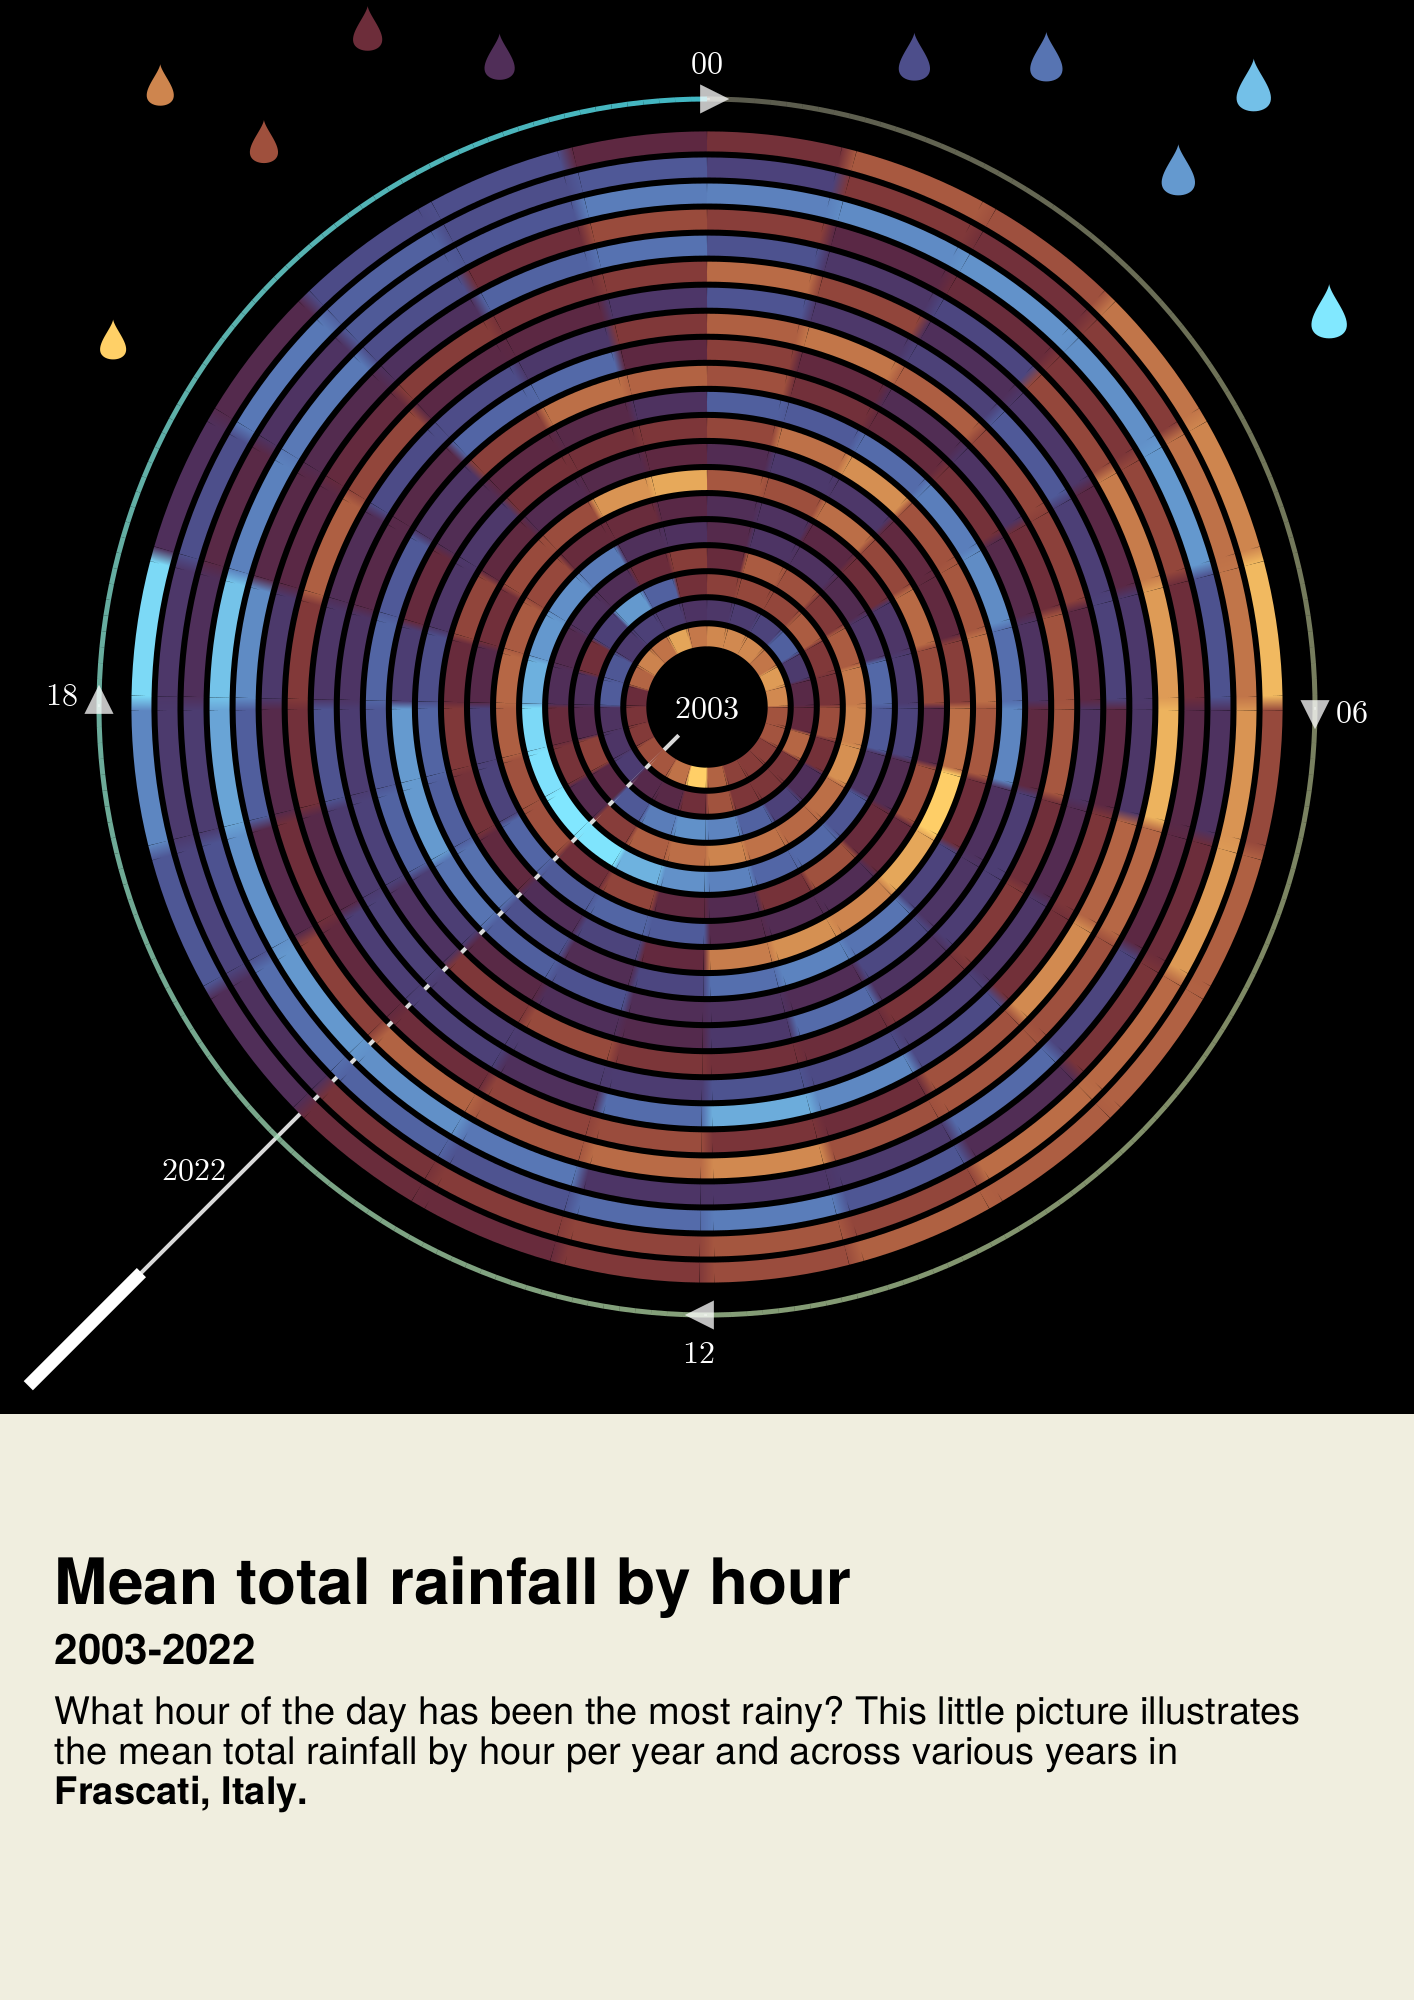 00
18
2003
06
2022
12
Mean total rainfall by hour
2003-2022
What hour of the day has been the most rainy? This little picture illustrates
the mean total rainfall by hour per year and across various years in
Frascati, Italy.